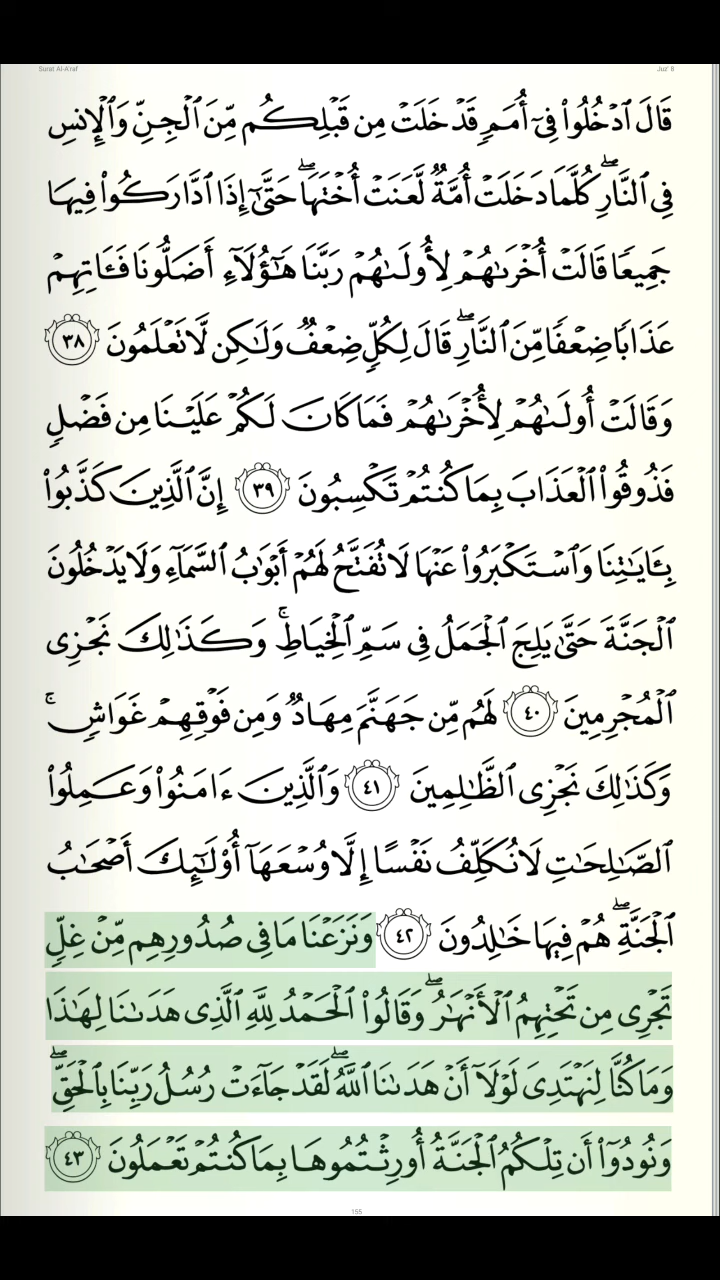 Surat Al-A'raf Juz' 8
قَالَ ٱدۡخُلُواْ فِيٓ أُمَمٖ قَدۡ خَلَتۡ مِن قَبۡلِكُم مِّنَ ٱلۡجِنِّ وَٱلۡإِنسِ
فِي ٱلنَّارِۖ كُلَّمَا دَخَلَتۡ أُمَّةٞ لَّعَنَتۡ أُخۡتَهَاۖ حَتَّىٰٓ إِذَا ٱدَّارَكُواْ فِيهَا
جَمِيعٗا قَالَتۡ أُخۡرَىٰهُمۡ لِأُولَىٰهُمۡ رَبَّنَا هَٰٓؤُلَآءِ أَضَلُّونَا فَـَٔاتِهِمۡ
عَذَابٗا ضِعۡفٗا مِّنَ ٱلنَّارِۖ قَالَ لِكُلّٖ ضِعۡفٞ وَلَٰكِن لَّا تَعۡلَمُونَ ٣٨
وَقَالَتۡ أُولَىٰهُمۡ لِأُخۡرَىٰهُمۡ فَمَا كَانَ لَكُمۡ عَلَيۡنَا مِن فَضۡلٖ
فَذُوقُواْ ٱلۡعَذَابَ بِمَا كُنتُمۡ تَكۡسِبُونَ ٣٩ إِنَّ ٱلَّذِينَ كَذَّبُواْ
بِـَٔايَٰتِنَا وَٱسۡتَكۡبَرُواْ عَنۡهَا لَا تُفَتَّحُ لَهُمۡ أَبۡوَٰبُ ٱلسَّمَآءِ وَلَا يَدۡخُلُونَ
ٱلۡجَنَّةَ حَتَّىٰ يَلِجَ ٱلۡجَمَلُ فِي سَمِّ ٱلۡخِيَاطِۚ وَكَذَٰلِكَ نَجۡزِي
ٱلۡمُجۡرِمِينَ ٤٠ لَهُم مِّن جَهَنَّمَ مِهَادٞ وَمِن فَوۡقِهِمۡ غَوَاشٖۚ
وَكَذَٰلِكَ نَجۡزِي ٱلظَّٰلِمِينَ ٤١ وَٱلَّذِينَ ءَامَنُواْ وَعَمِلُواْ
ٱلصَّٰلِحَٰتِ لَا نُكَلِّفُ نَفۡسًا إِلَّا وُسۡعَهَآ أُوْلَٰٓئِكَ أَصۡحَٰبُ
ٱلۡجَنَّةِۖ هُمۡ فِيهَا خَٰلِدُونَ ٤٢ وَنَزَعۡنَا مَا فِي صُدُورِهِم مِّنۡ غِلّٖ
تَجۡرِي مِن تَحۡتِهِمُ ٱلۡأَنۡهَٰرُۖ وَقَالُواْ ٱلۡحَمۡدُ لِلَّهِ ٱلَّذِي هَدَىٰنَا لِهَٰذَا
وَمَا كُنَّا لِنَهۡتَدِيَ لَوۡلَآ أَنۡ هَدَىٰنَا ٱللَّهُۖ لَقَدۡ جَآءَتۡ رُسُلُ رَبِّنَا بِٱلۡحَقِّۖ
وَنُودُوٓاْ أَن تِلۡكُمُ ٱلۡجَنَّةُ أُورِثۡتُمُوهَا بِمَا كُنتُمۡ تَعۡمَلُونَ ٤٣
155